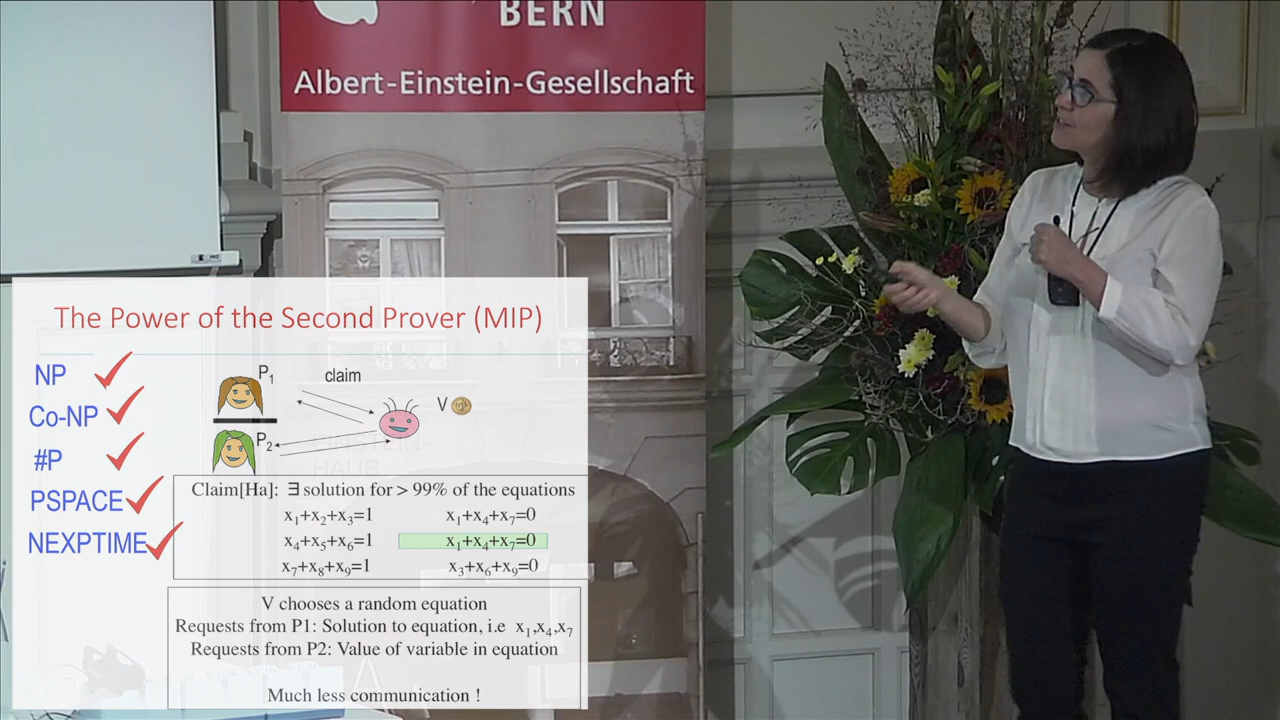 BERN
Albert-Einstein-Gesellschaft
The Power of the Second Prover (MIP)
NP
Co-NP
#P
PSPACE
NEXPTIME
P1
claim
V
P2
Claim[Ha]: ∃ solution for > 99% of the equations
x1+x2+x3=1 x1+x4+x7=0
x4+x5+x6=1 x1+x4+x7=0
x7+x8+x9=1 x3+x6+x9=0
V chooses a random equation
Requests from P1: Solution to equation, i.e x1,x4,x7
Requests from P2: Value of variable in equation
Much less communication !